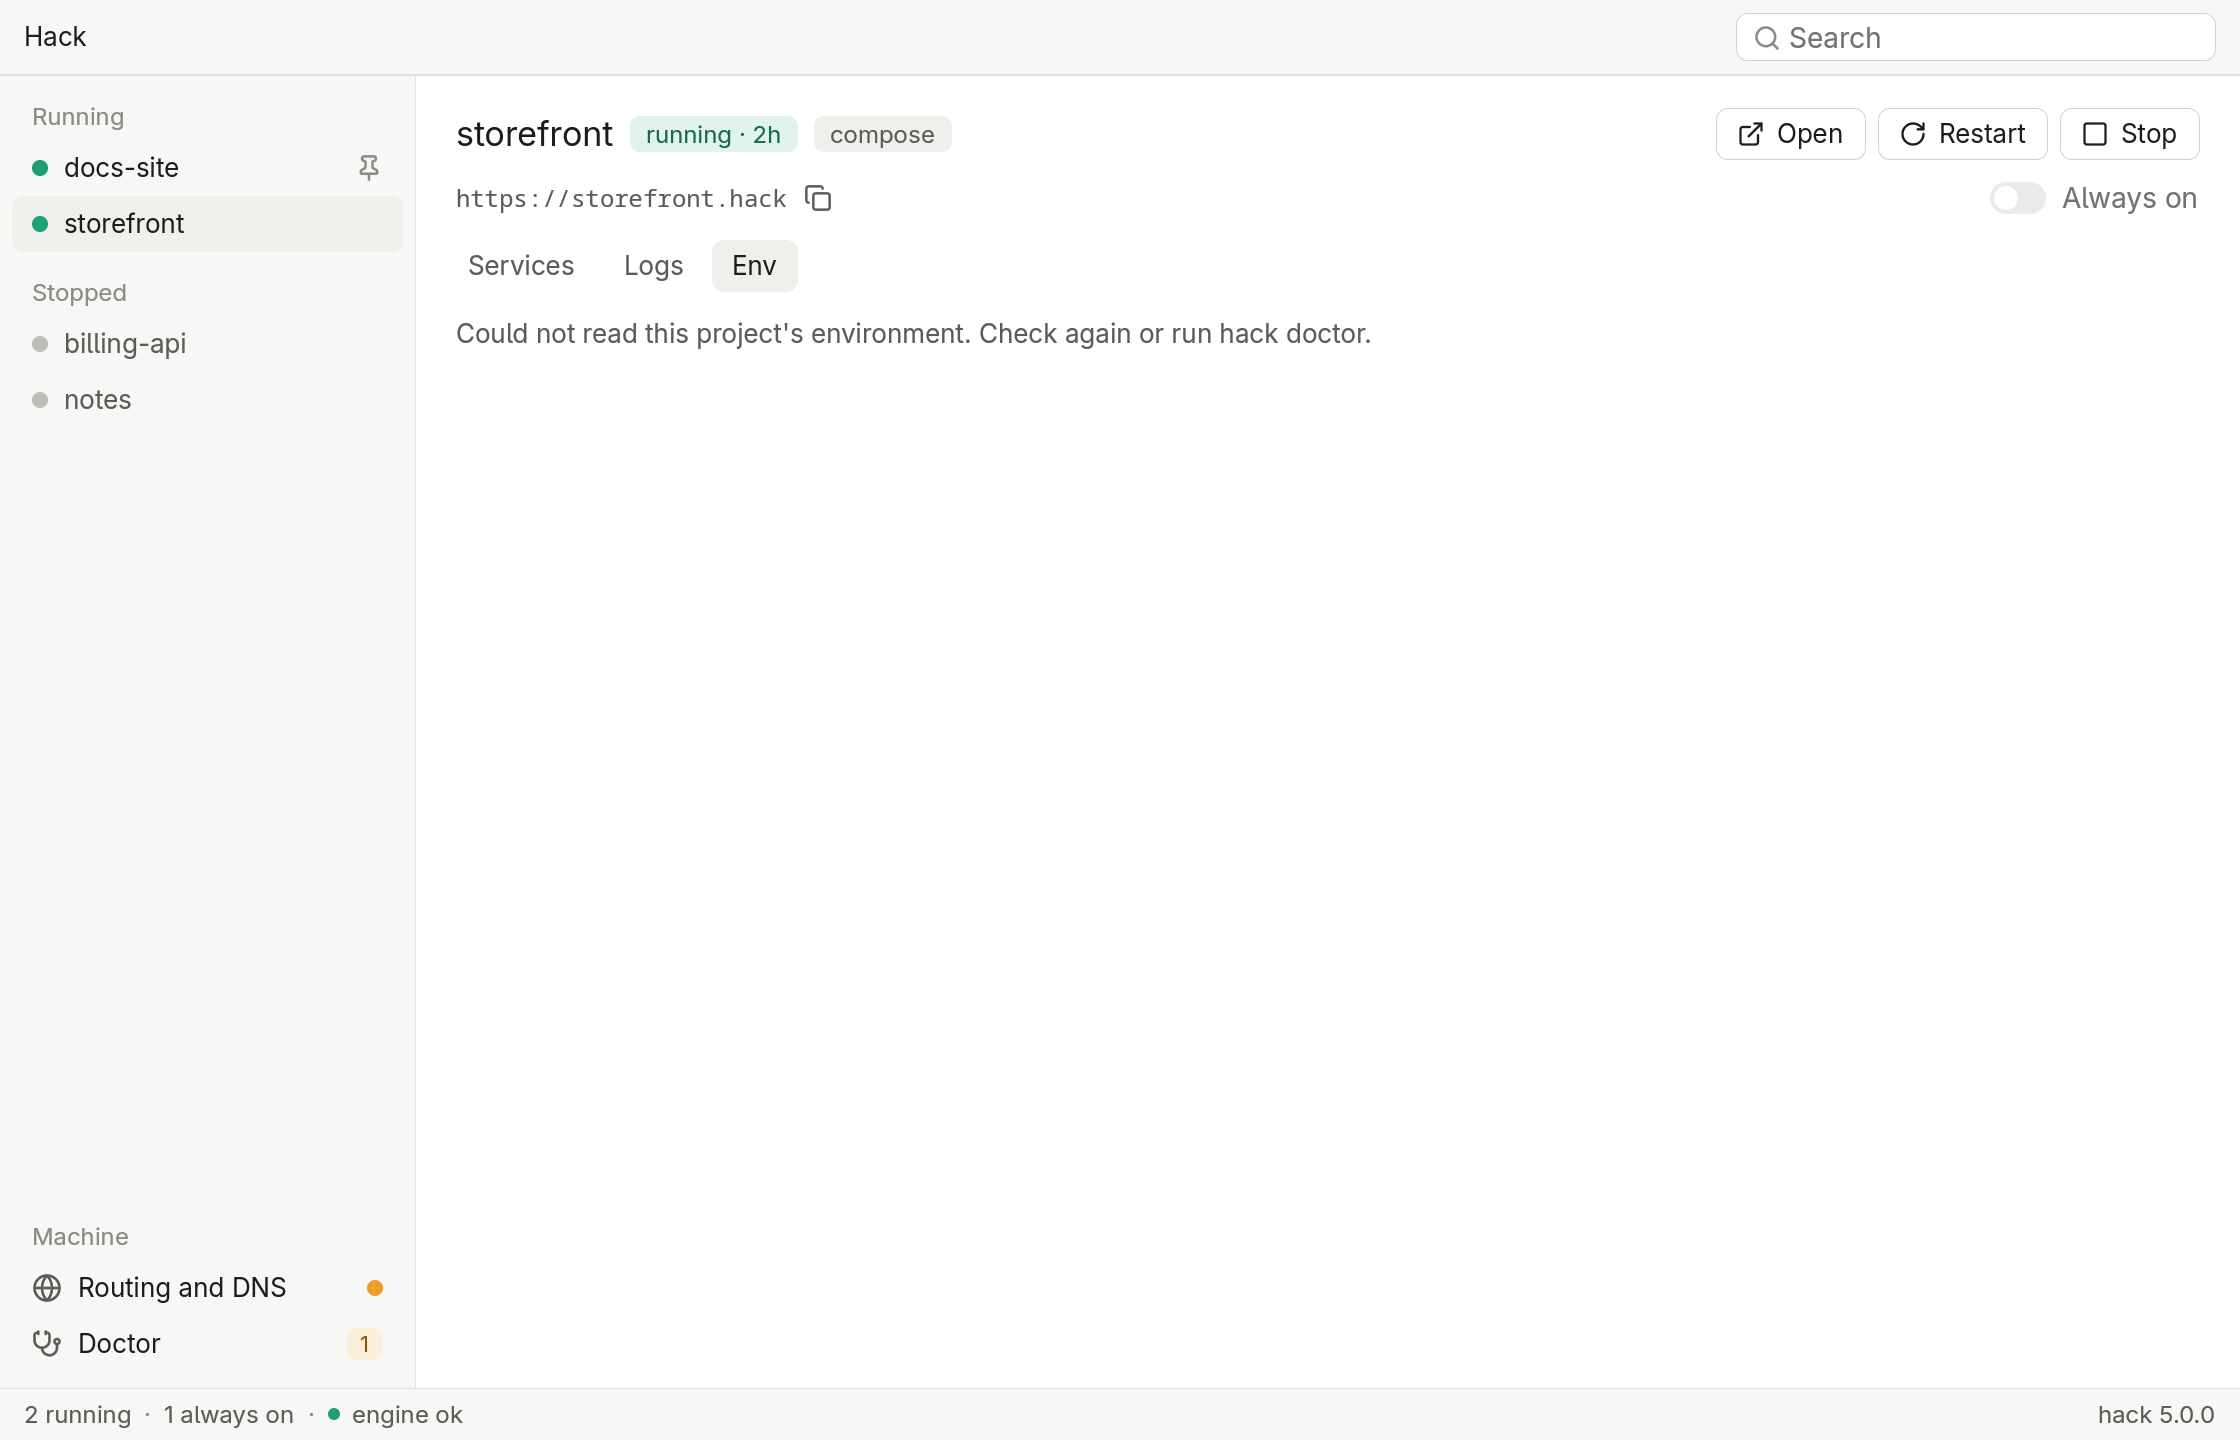 Hack
Search
Running
docs-site
storefront
Stopped
billing-api
notes
Machine
Routing and DNS
Doctor
1
storefront
running · 2h
compose
Open
Restart
Stop
https://storefront.hack
Always on
Services
Logs
Env
Could not read this project's environment. Check again or run hack doctor.
2 running · 1 always on · engine ok
hack 5.0.0